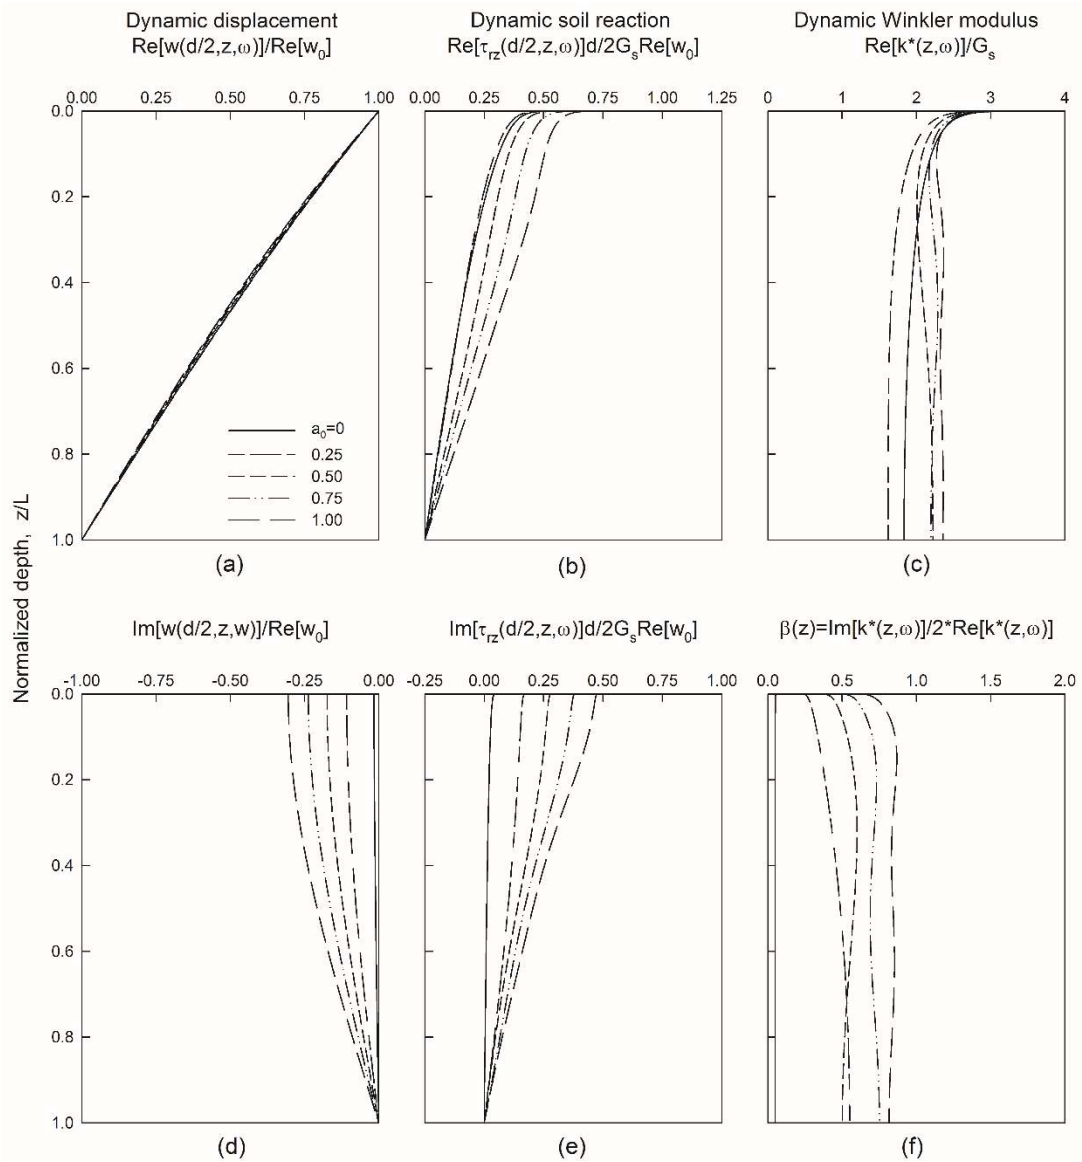 Dynamic displacement
Re[w(d/2,z,ω)]/Re[w₀]
0.00 0.25 0.50 0.75 1.00
Dynamic soil reaction
Re[τrz(d/2,z,ω)]d/2GsRe[w₀]
0.00 0.25 0.50 0.75 1.00 1.25
Dynamic Winkler modulus
Re[k*(z,ω)]/Gs
0 1 2 3 4
0.0
0.2
0.4
0.6
0.8
1.0
a₀=0
0.25
0.50
0.75
1.00
(a)
(b)
(c)
Normalized depth, z/L
Im[w(d/2,z,w)]/Re[w₀]
-1.00 -0.75 -0.50 -0.25 0.00
Im[τrz(d/2,z,ω)]d/2GsRe[w₀]
-0.25 0.00 0.25 0.50 0.75 1.00
β(z)=Im[k*(z,ω)]/2*Re[k*(z,ω)]
0.0 0.5 1.0 1.5 2.0
0.0
0.2
0.4
0.6
0.8
1.0
(d)
(e)
(f)